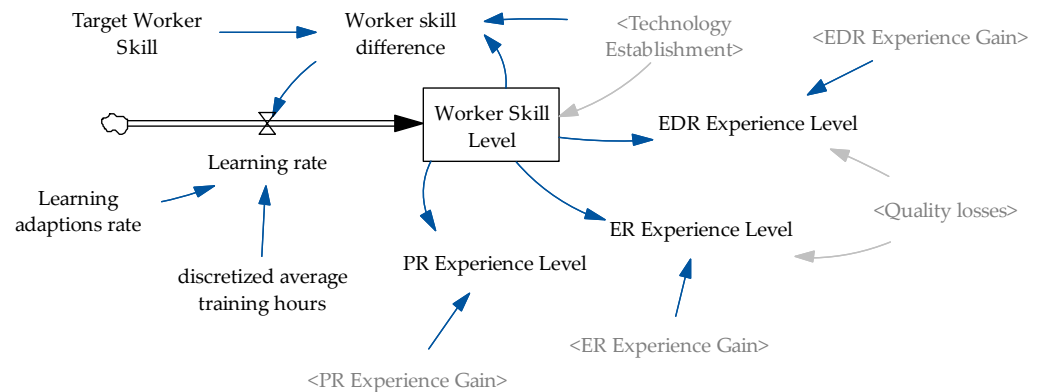 Target Worker
Skill
Worker skill
difference
<Technology
Establishment>
<EDR Experience Gain>
Worker Skill
Level
EDR Experience Level
Learning rate
Learning
adaptions rate
<Quality losses>
ER Experience Level
PR Experience Level
discretized average
training hours
<ER Experience Gain>
<PR Experience Gain>